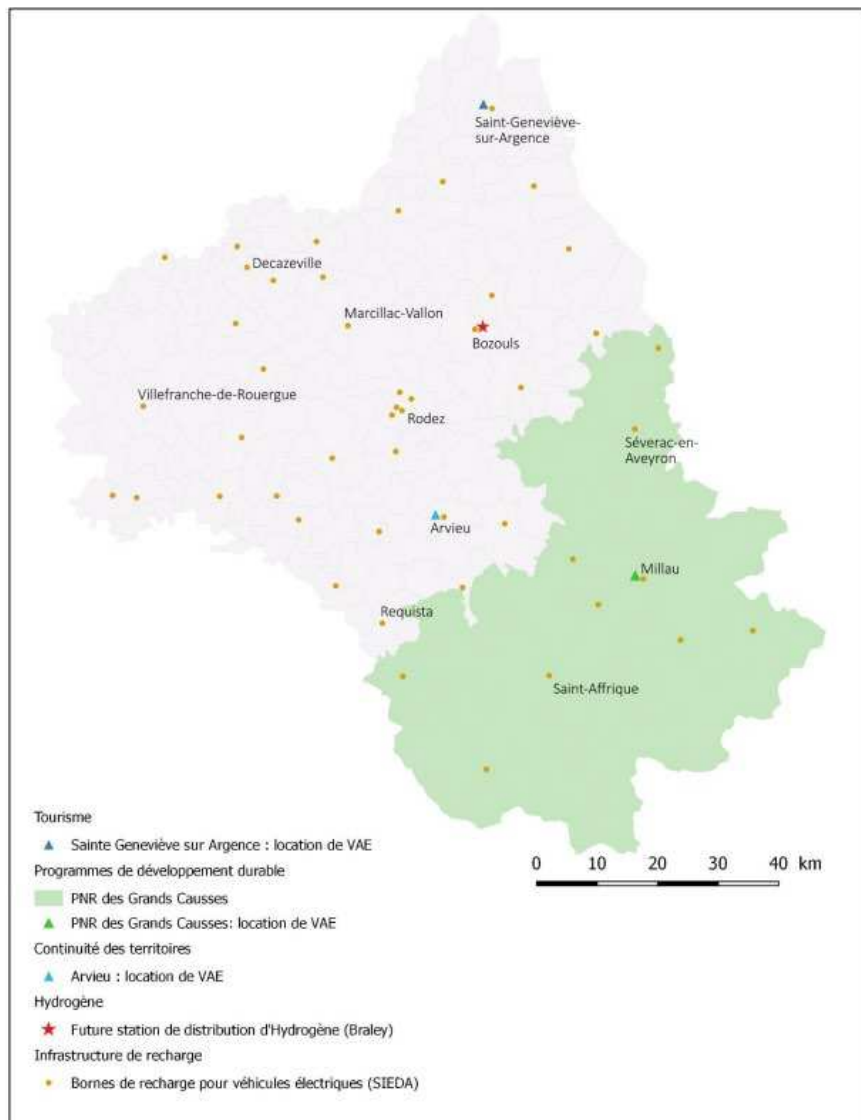 Saint-Geneviève-
sur-Argence
Decazeville
Marcillac-Vallon
Bozouls
Villefranche-de-Rouergue
Rodez
Séverac-en-
Aveyron
Arvieu
Millau
Requista
Saint-Affrique
Tourisme
Sainte Geneviève sur Argence : location de VAE
Programmes de développement durable
0 10 20 30 40 km
PNR des Grands Causses
PNR des Grands Causses: location de VAE
Continuité des territoires
Arvieu : location de VAE
Hydrogène
Future station de distribution d'Hydrogène (Braley)
Infrastructure de recharge
Bornes de recharge pour véhicules électriques (SIEDA)